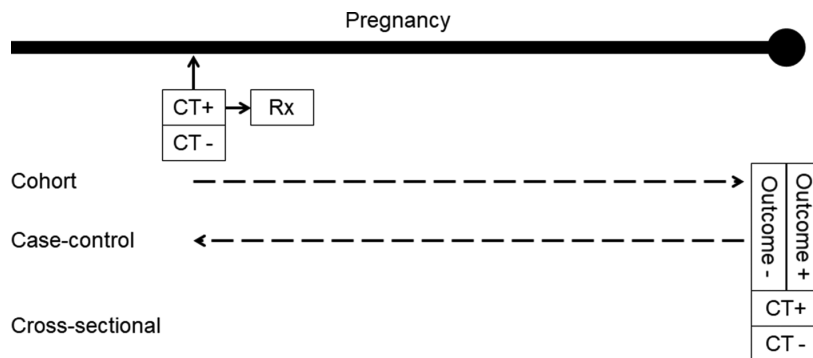 Pregnancy
CT+
Rx
CT -
Cohort
Outcome -
Outcome +
Case-control
CT+
Cross-sectional
CT -